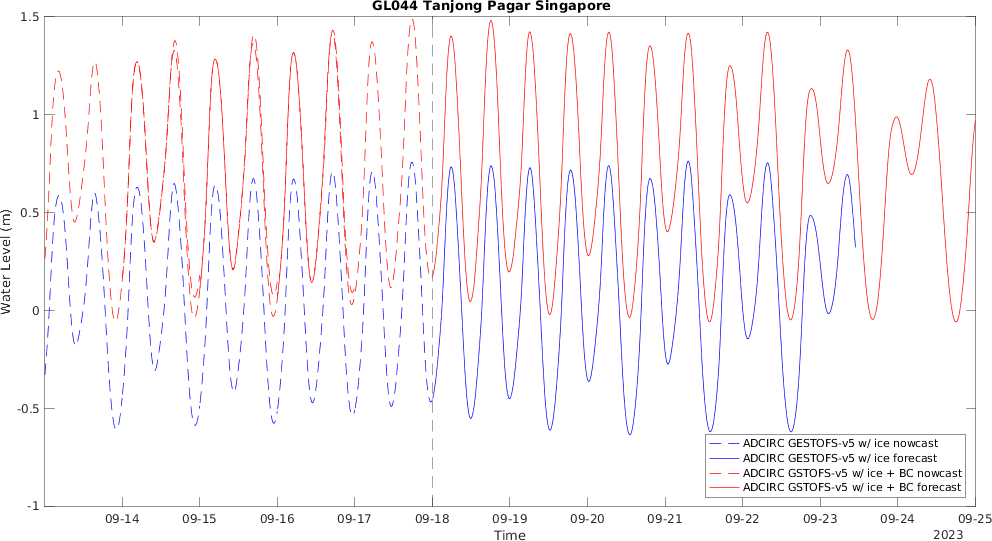 GL044 Tanjong Pagar Singapore
Water Level (m)
1.5
1
0.5
0
-0.5
-1
ADCIRC GESTOFS-v5 w/ ice nowcast
ADCIRC GESTOFS-v5 w/ ice forecast
ADCIRC GSTOFS-v5 w/ ice + BC nowcast
ADCIRC GSTOFS-v5 w/ ice + BC forecast
09-14 09-15 09-16 09-17 09-18 09-19 09-20 09-21 09-22 09-23 09-24 09-25
Time
2023